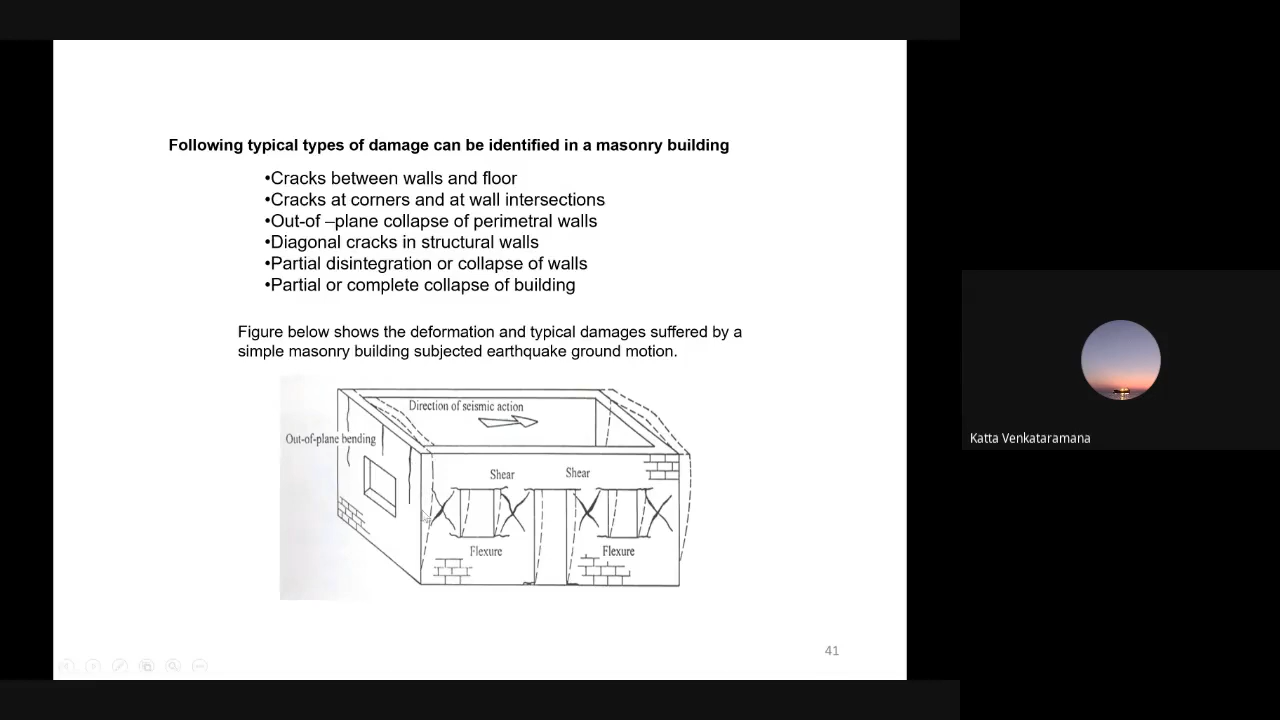 Following typical types of damage can be identified in a masonry building
•Cracks between walls and floor
•Cracks at corners and at wall intersections
•Out-of –plane collapse of perimetral walls
•Diagonal cracks in structural walls
•Partial disintegration or collapse of walls
•Partial or complete collapse of building
Figure below shows the deformation and typical damages suffered by a
simple masonry building subjected earthquake ground motion.
Direction of seismic action
Out-of-plane bending
Shear Shear
Flexure Flexure
41
Katta Venkataramana